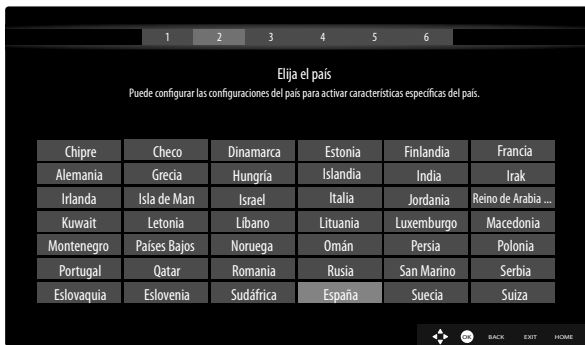 1 2 3 4 5 6
Elija el país
Puede configurar las configuraciones del país para activar características específicas del país.
Chipre Checo Dinamarca Estonia Finlandia Francia
Alemania Grecia Hungría Islandia India Irak
Irlanda Isla de Man Israel Italia Jordania Reino de Arabia ...
Kuwait Letonia Líbano Lituania Luxemburgo Macedonia
Montenegro Países Bajos Noruega Omán Persia Polonia
Portugal Qatar Romania Rusia San Marino Serbia
Eslovaquia Eslovenia Sudáfrica España Suecia Suiza
OK BACK EXIT HOME